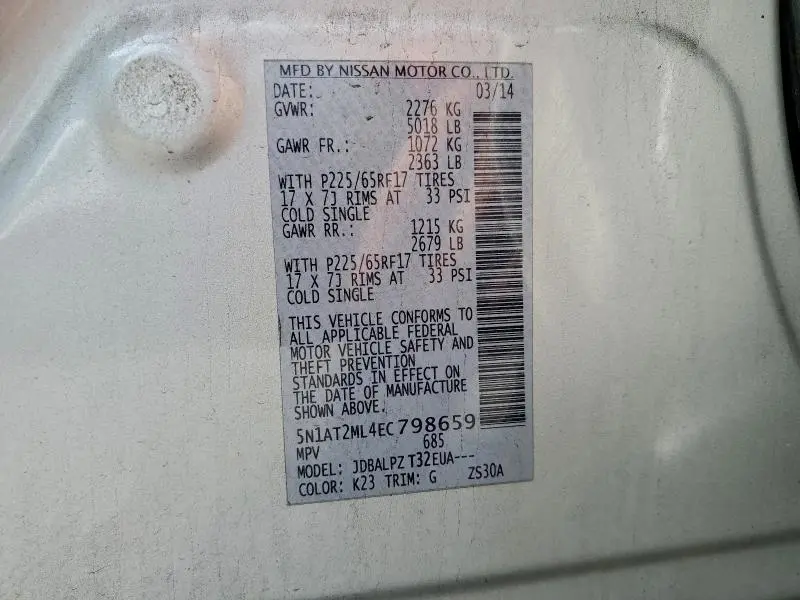 MFD BY NISSAN MOTOR CO., LTD.
DATE: 03/14
GVWR: 2276 KG
5018 LB
GAWR FR.: 1072 KG
2363 LB
WITH P225/65RF17 TIRES
17 X 7J RIMS AT 33 PSI
COLD SINGLE
GAWR RR.: 1215 KG
2679 LB
WITH P225/65RF17 TIRES
17 X 7J RIMS AT 33 PSI
COLD SINGLE
THIS VEHICLE CONFORMS TO
ALL APPLICABLE FEDERAL
MOTOR VEHICLE SAFETY AND
THEFT PREVENTION
STANDARDS IN EFFECT ON
THE DATE OF MANUFACTURE
SHOWN ABOVE.
5N1AT2ML4EC798659
MPV 685
MODEL: JDBALPZ T32EUA---
COLOR: K23 TRIM: G ZS30A